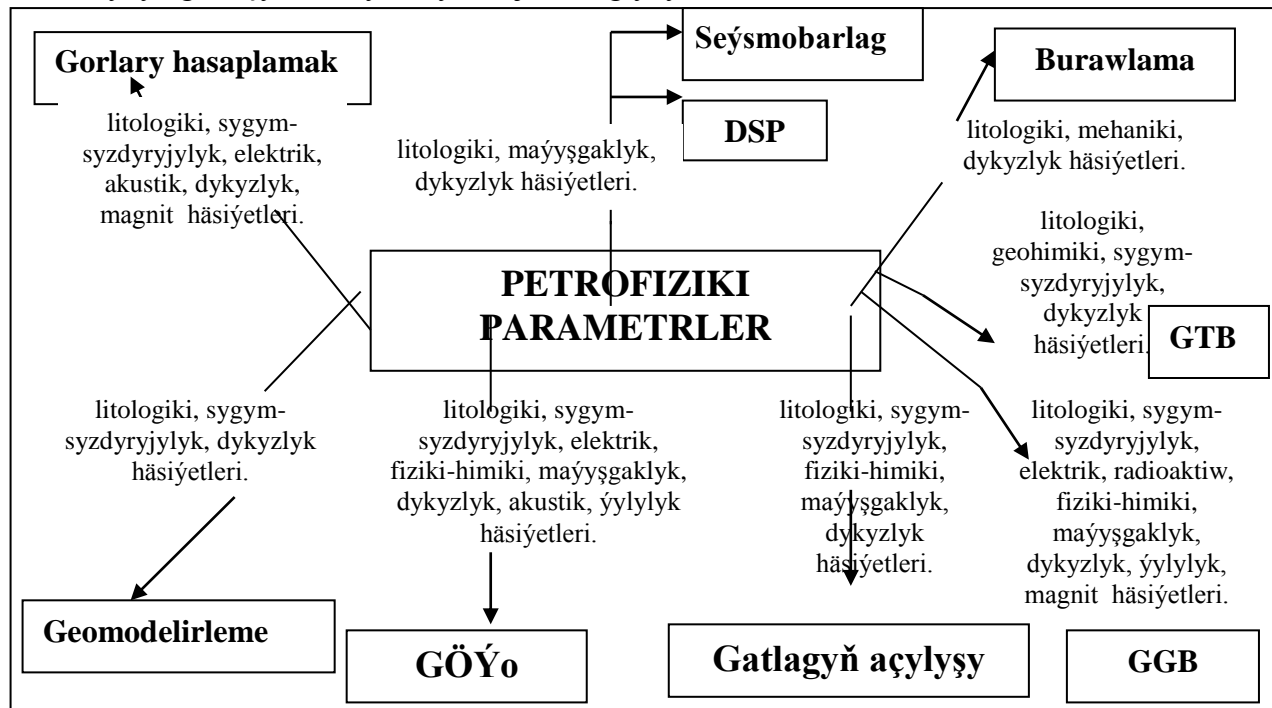 Gorlary hasaplamak
litologiki, sygym-
syzdyryjylyk, elektrik,
akustik, dykyzlyk,
magnit häsiýetleri.
Seýsmobarlag
DSP
litologiki, maýyşgaklyk,
dykyzlyk häsiýetleri.
Burawlama
litologiki, mehaniki,
dykyzlyk häsiýetleri.
litologiki,
geohimiki, sygym-
syzdyryjylyk,
dykyzlyk
häsiýetleri.
GTB
PETROFIZIKI
PARAMETRLER
litologiki, sygym-
syzdyryjylyk, dykyzlyk
häsiýetleri.
litologiki, sygym-
syzdyryjylyk, elektrik,
fiziki-himiki, maýyşgaklyk,
dykyzlyk, akustik, ýylylyk
häsiýetleri.
litologiki, sygym-
syzdyryjylyk,
fiziki-himiki,
maýyşgaklyk,
dykyzlyk
häsiýetleri.
litologiki, sygym-
syzdyryjylyk,
elektrik, radioaktiw,
fiziki-himiki,
maýyşgaklyk,
dykyzlyk, ýylylyk,
magnit häsiýetleri.
Geomodelirleme
GÖÝo
Gatlagyň açylyşy
GGB